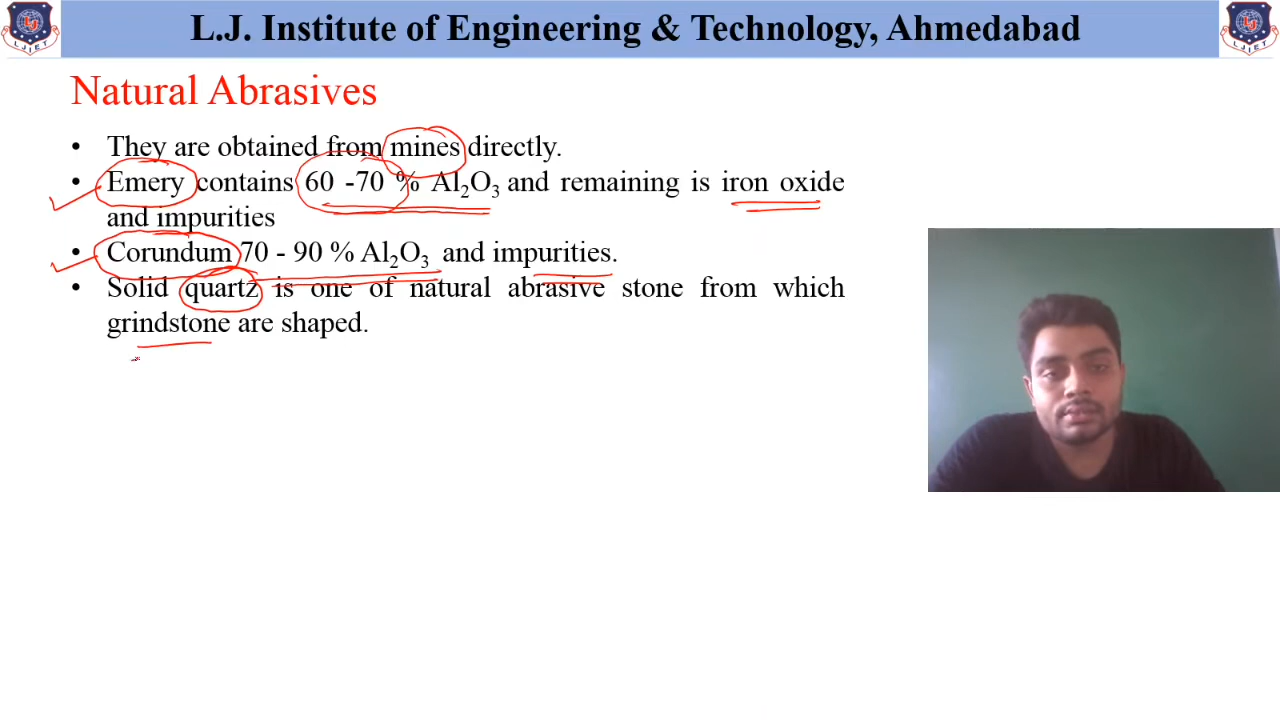 L.J. Institute of Engineering & Technology, Ahmedabad
LJIET
LJIET
Natural Abrasives
• They are obtained from mines directly.
• Emery contains 60 -70 % Al₂O₃ and remaining is iron oxide
and impurities
• Corundum 70 - 90 % Al₂O₃ and impurities.
• Solid quartz is one of natural abrasive stone from which
grindstone are shaped.